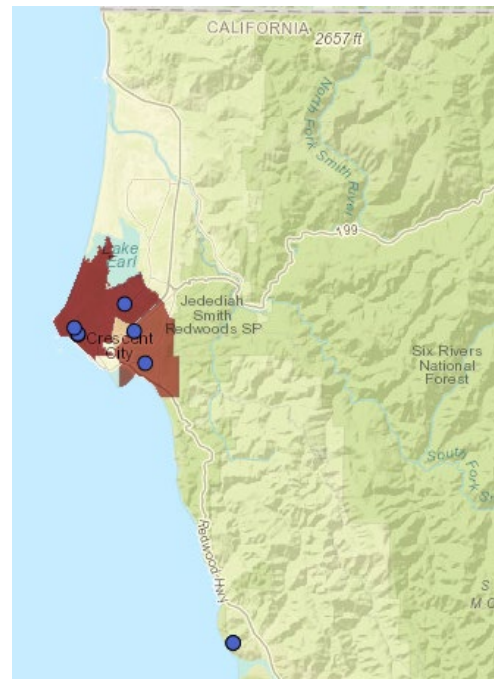 CALIFORNIA
2657 ft
North Fork Smith River
199
Lake
Earl
Jedediah
Smith
Redwoods SP
Crescent
City
Six Rivers
National
Forest
South Fork
Redwood Hwy
S
M